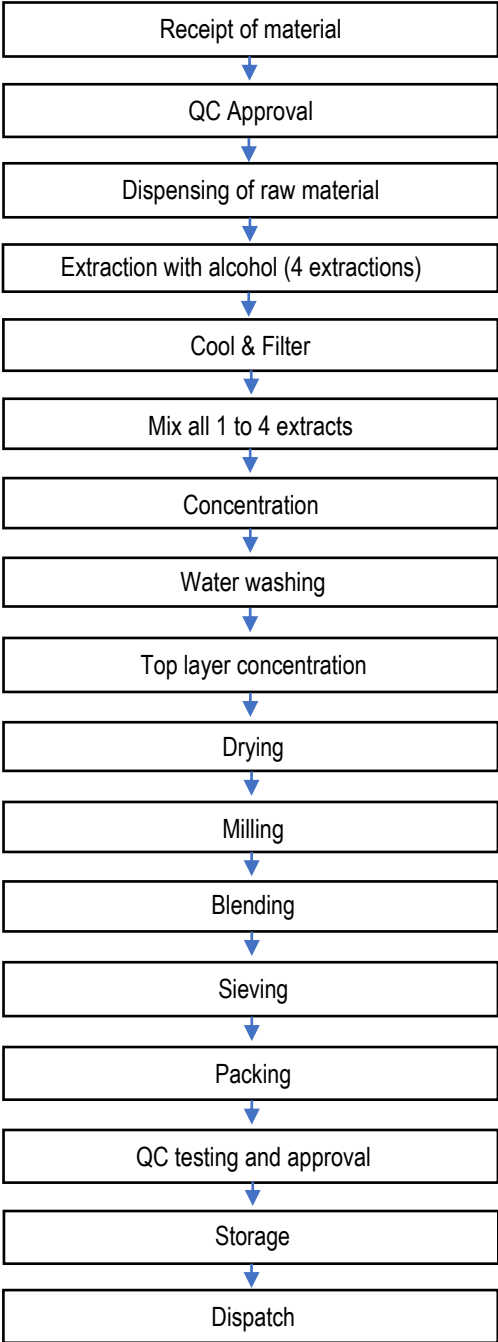 Receipt of material
QC Approval
Dispensing of raw material
Extraction with alcohol (4 extractions)
Cool & Filter
Mix all 1 to 4 extracts
Concentration
Water washing
Top layer concentration
Drying
Milling
Blending
Sieving
Packing
QC testing and approval
Storage
Dispatch